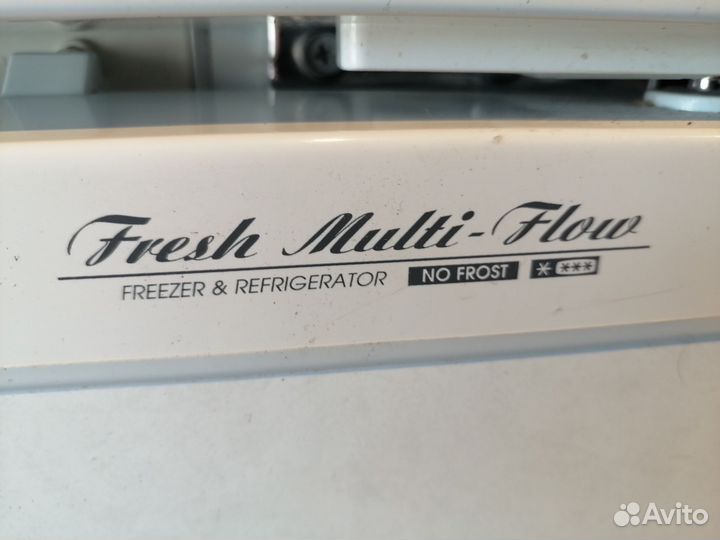 Fresh Multi-Flow
FREEZER & REFRIGERATOR NO FROST * ***
Avito